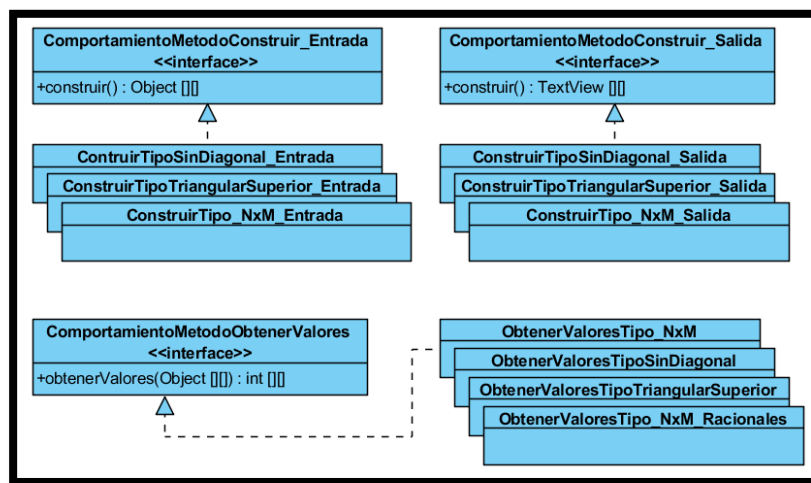 ComportamientoMetodoConstruir_Entrada
<<interface>>
+construir() : Object [][]
ContruirTipoSinDiagonal_Entrada
ConstruirTipoTriangularSuperior_Entrada
ConstruirTipo_NxM_Entrada
ComportamientoMetodoConstruir_Salida
<<interface>>
+construir() : TextView [][]
ConstruirTipoSinDiagonal_Salida
ConstruirTipoTriangularSuperior_Salida
ConstruirTipo_NxM_Salida
ComportamientoMetodoObtenerValores
<<interface>>
+obtenerValores(Object [][]) : int [][]
ObtenerValoresTipo_NxM
ObtenerValoresTipoSinDiagonal
ObtenerValoresTipoTriangularSuperior
ObtenerValoresTipo_NxM_Racionales